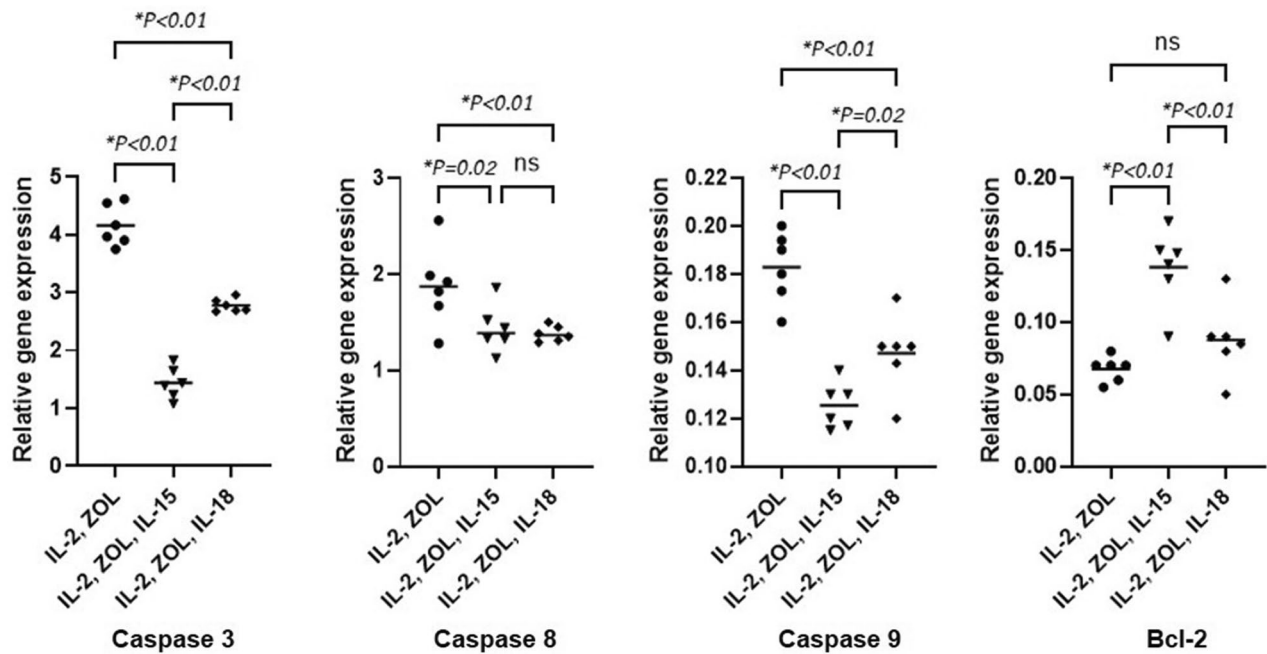 *P<0.01
*P<0.01
*P<0.01
Relative gene expression
5
4
3
2
1
0
IL-2, ZOL
IL-2, ZOL, IL-15
IL-2, ZOL, IL-18
Caspase 3
*P<0.01
*P=0.02
ns
Relative gene expression
3
2
1
0
IL-2, ZOL
IL-2, ZOL, IL-15
IL-2, ZOL, IL-18
Caspase 8
*P<0.01
*P=0.02
*P<0.01
Relative gene expression
0.22
0.20
0.18
0.16
0.14
0.12
0.10
IL-2, ZOL
IL-2, ZOL, IL-15
IL-2, ZOL, IL-18
Caspase 9
ns
*P<0.01
*P<0.01
Relative gene expression
0.20
0.15
0.10
0.05
0.00
IL-2, ZOL
IL-2, ZOL, IL-15
IL-2, ZOL, IL-18
Bcl-2